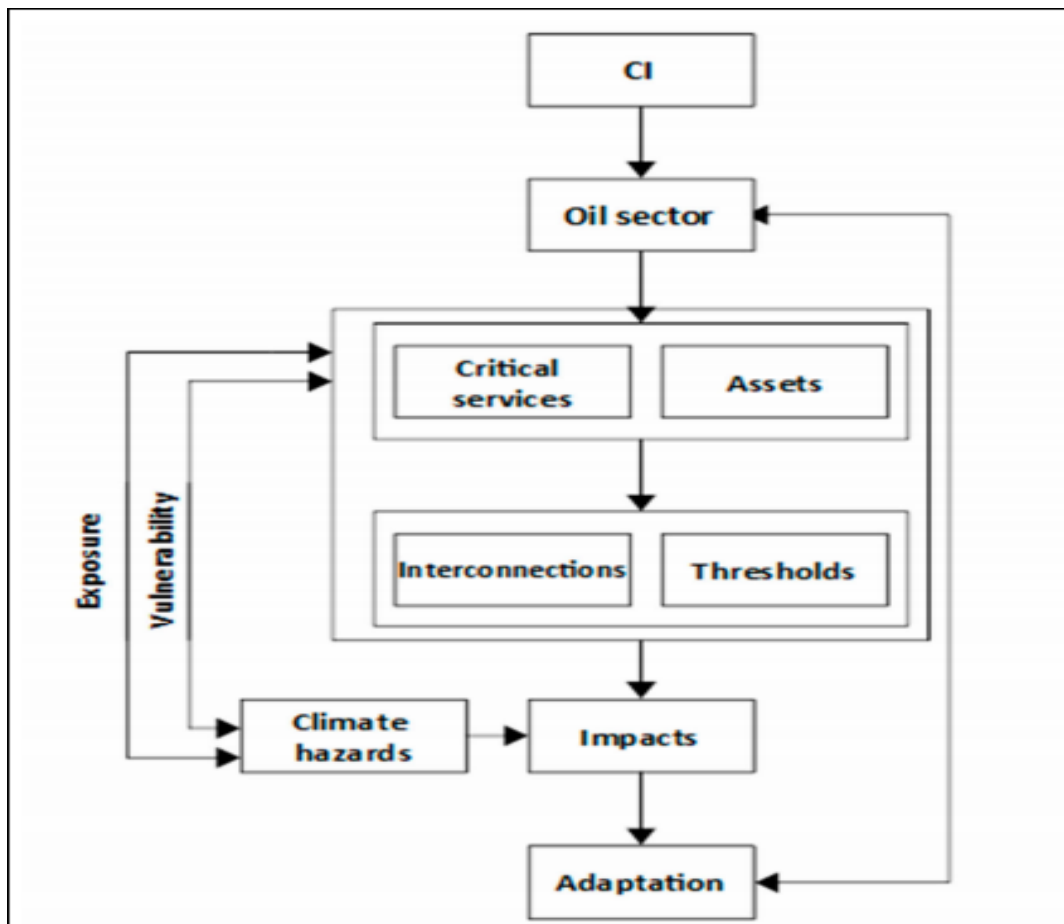 CI
Oil sector
Critical
services
Assets
Interconnections
Thresholds
Exposure
Vulnerability
Climate
hazards
Impacts
Adaptation